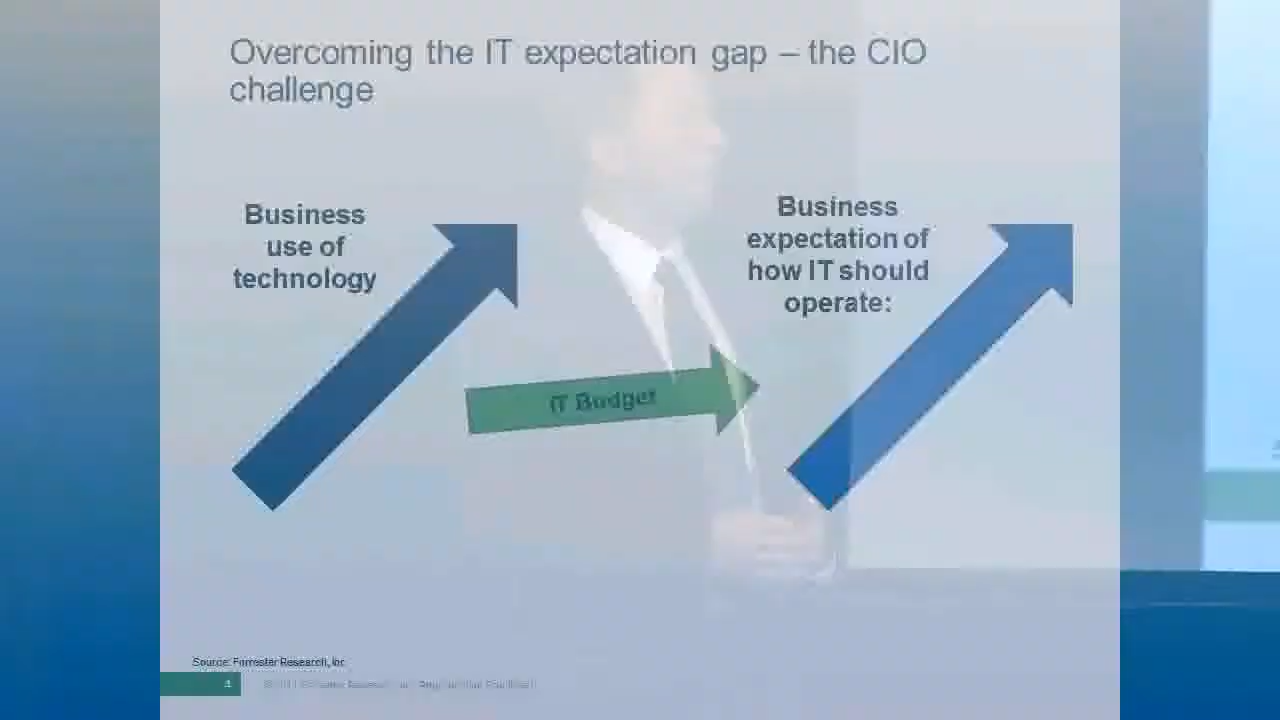 Overcoming the IT expectation gap – the CIO
challenge
Business
use of
technology
Business
expectation of
how IT should
operate:
IT Budget
Source: Forrester Research, Inc.
4